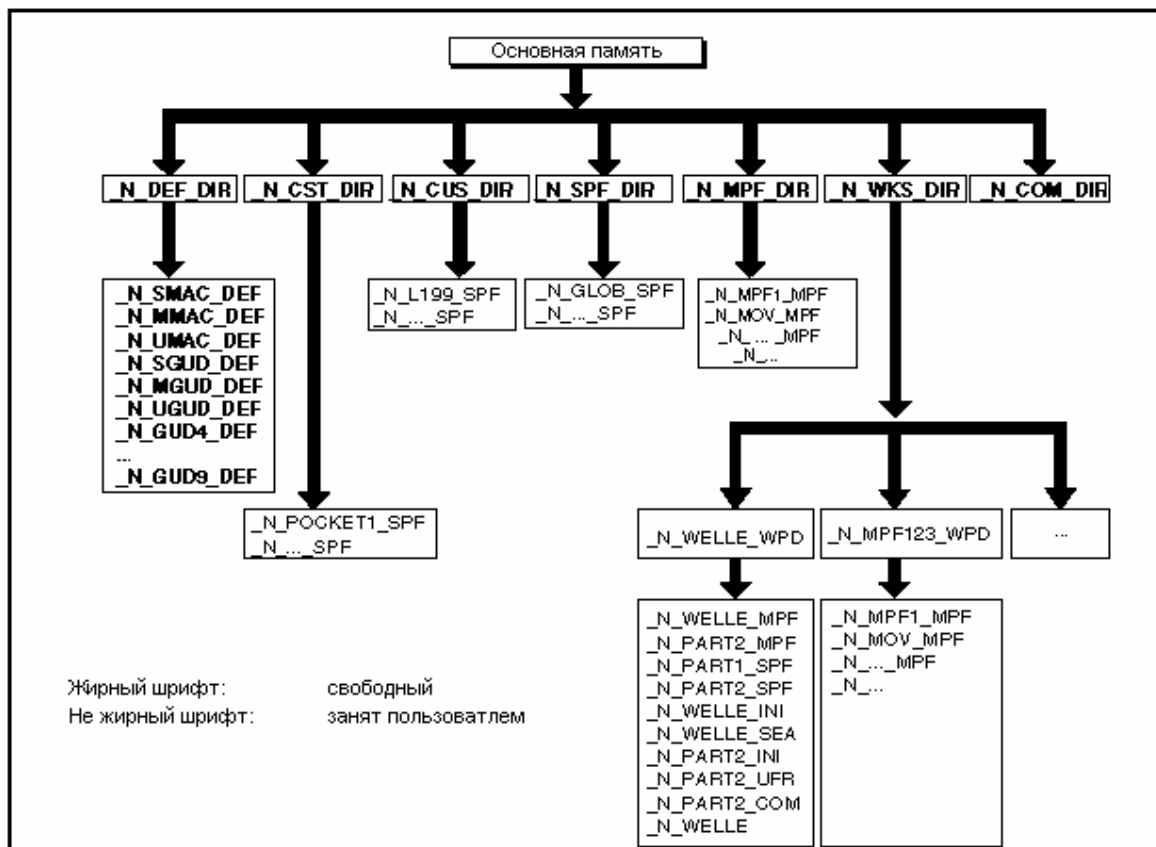 Основная память
_N_DEF_DIR
_N_CST_DIR
_N_CUS_DIR
_N_SPF_DIR
_N_MPF_DIR
_N_WKS_DIR
_N_COM_DIR
_N_SMAC_DEF
_N_MMAC_DEF
_N_UMAC_DEF
_N_SGUD_DEF
_N_MGUD_DEF
_N_UGUD_DEF
_N_GUD4_DEF
...
_N_GUD9_DEF
_N_L199_SPF
_N_..._SPF
_N_GLOB_SPF
_N_..._SPF
_N_MPF1_MPF
_N_MOV_MPF
_N_ ... _MPF
_N_...
_N_POCKET1_SPF
_N_..._SPF
_N_WELLE_WPD
_N_MPF123_WPD
...
_N_WELLE_MPF
_N_PART2_MPF
_N_PART1_SPF
_N_PART2_SPF
_N_WELLE_INI
_N_WELLE_SEA
_N_PART2_INI
_N_PART2_UFR
_N_PART2_COM
_N_WELLE
_N_MPF1_MPF
_N_MOV_MPF
_N_..._MPF
_N_...
Жирный шрифт: свободный
Не жирный шрифт: занят пользоватлем